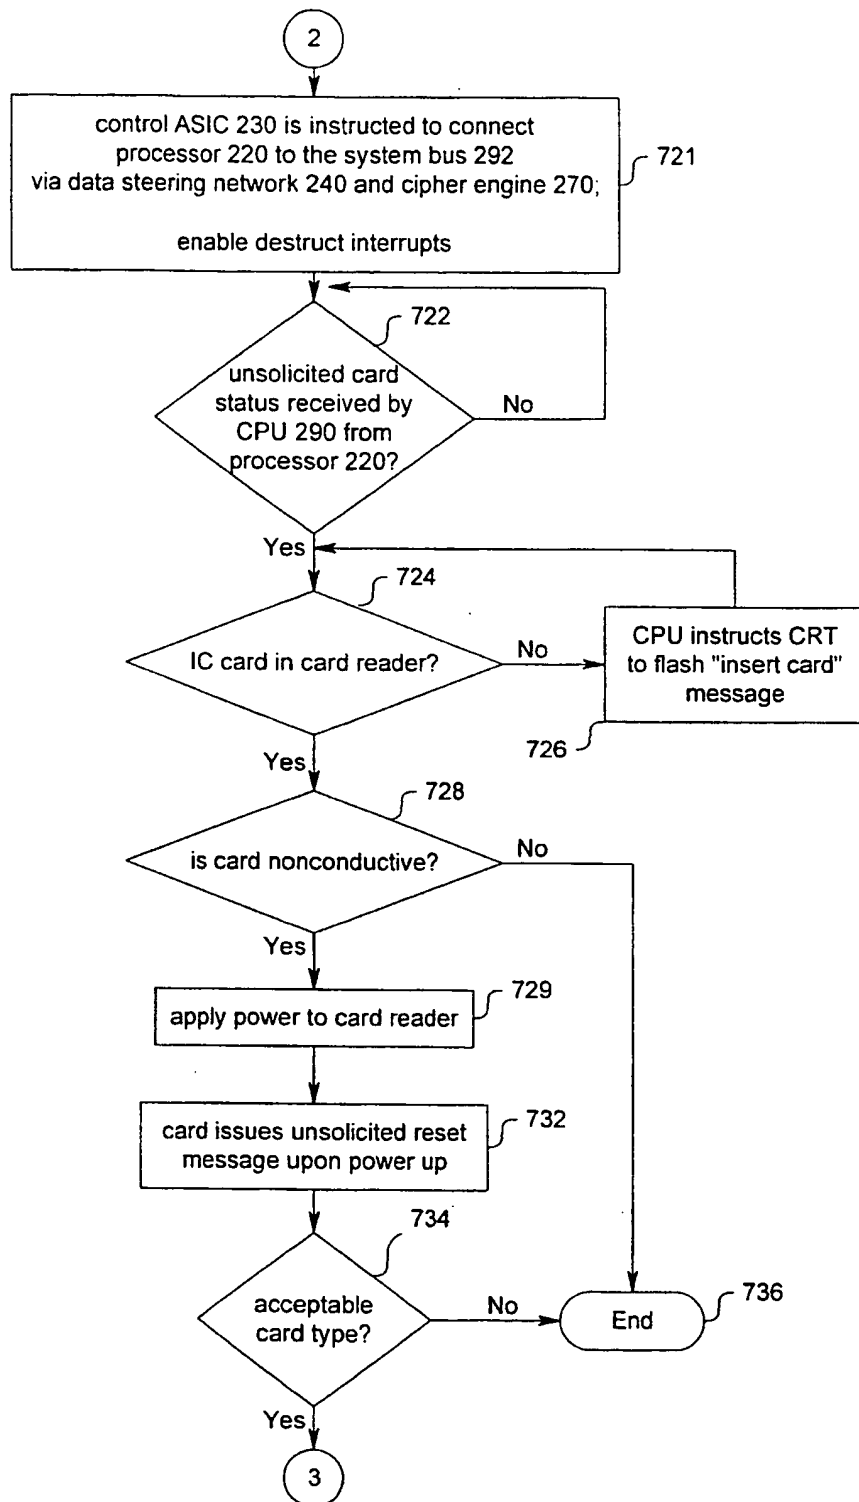 2
control ASIC 230 is instructed to connect
processor 220 to the system bus 292
via data steering network 240 and cipher engine 270;
enable destruct interrupts
721
722
unsolicited card
status received by
CPU 290 from
processor 220?
No
Yes
724
IC card in card reader?
No
CPU instructs CRT
to flash "insert card"
message
726
Yes
728
is card nonconductive?
No
Yes
apply power to card reader
729
card issues unsolicited reset
message upon power up
732
734
acceptable
card type?
No
End
736
Yes
3